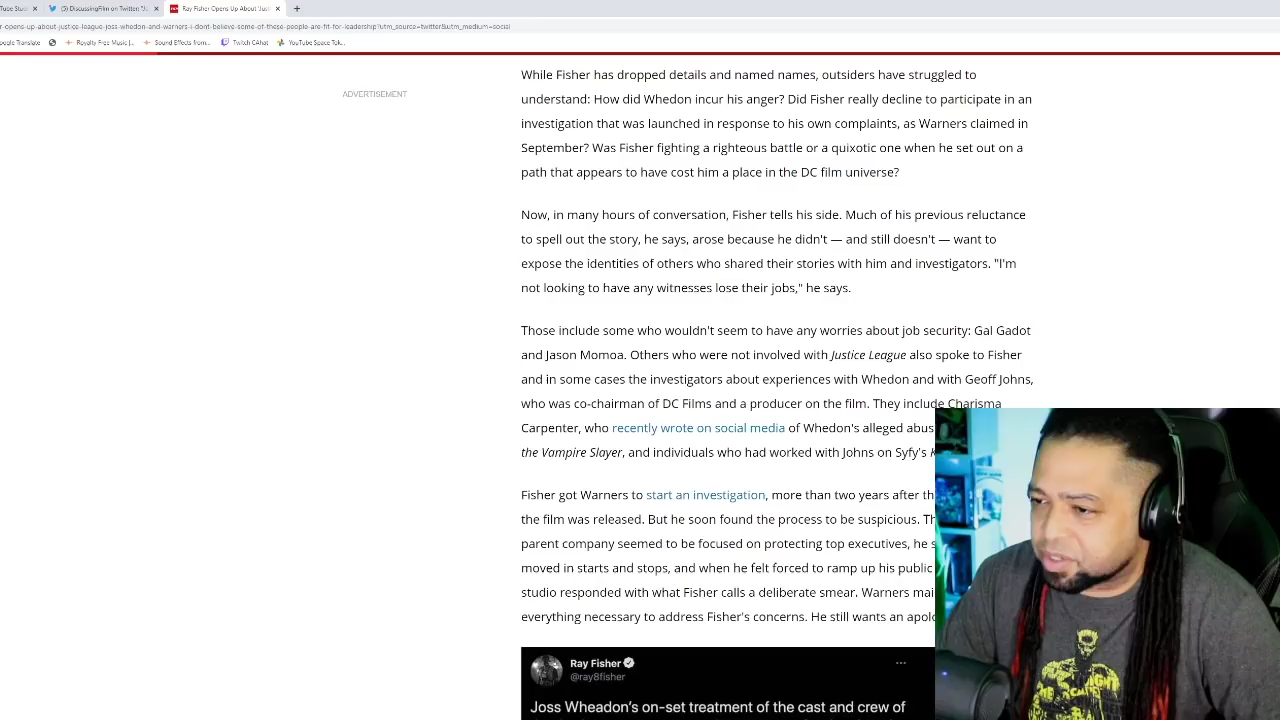 Tube Stud
(5) DiscussingFilm on Twitter: "J
Ray Fisher Opens Up About 'Just
r-opens-up-about-justice-league-joss-whedon-and-warners-i-dont-believe-some-of-these-people-are-fit-for-leadership?utm_source=twitter&utm_medium=social
oogle Translate Royalty Free Music |... Sound Effects from... Twitch CAhat YouTube Space Tok...
While Fisher has dropped details and named names, outsiders have struggled to
ADVERTISEMENT
understand: How did Whedon incur his anger? Did Fisher really decline to participate in an
investigation that was launched in response to his own complaints, as Warners claimed in
September? Was Fisher fighting a righteous battle or a quixotic one when he set out on a
path that appears to have cost him a place in the DC film universe?
Now, in many hours of conversation, Fisher tells his side. Much of his previous reluctance
to spell out the story, he says, arose because he didn't — and still doesn't — want to
expose the identities of others who shared their stories with him and investigators. "I'm
not looking to have any witnesses lose their jobs," he says.
Those include some who wouldn't seem to have any worries about job security: Gal Gadot
and Jason Momoa. Others who were not involved with Justice League also spoke to Fisher
and in some cases the investigators about experiences with Whedon and with Geoff Johns,
who was co-chairman of DC Films and a producer on the film. They include Charisma
Carpenter, who recently wrote on social media of Whedon's alleged abus
the Vampire Slayer, and individuals who had worked with Johns on Syfy's K
Fisher got Warners to start an investigation, more than two years after th
the film was released. But he soon found the process to be suspicious. Th
parent company seemed to be focused on protecting top executives, he s
moved in starts and stops, and when he felt forced to ramp up his public
studio responded with what Fisher calls a deliberate smear. Warners mai
everything necessary to address Fisher's concerns. He still wants an apolo
Ray Fisher
@ray8fisher
Joss Wheadon's on-set treatment of the cast and crew of